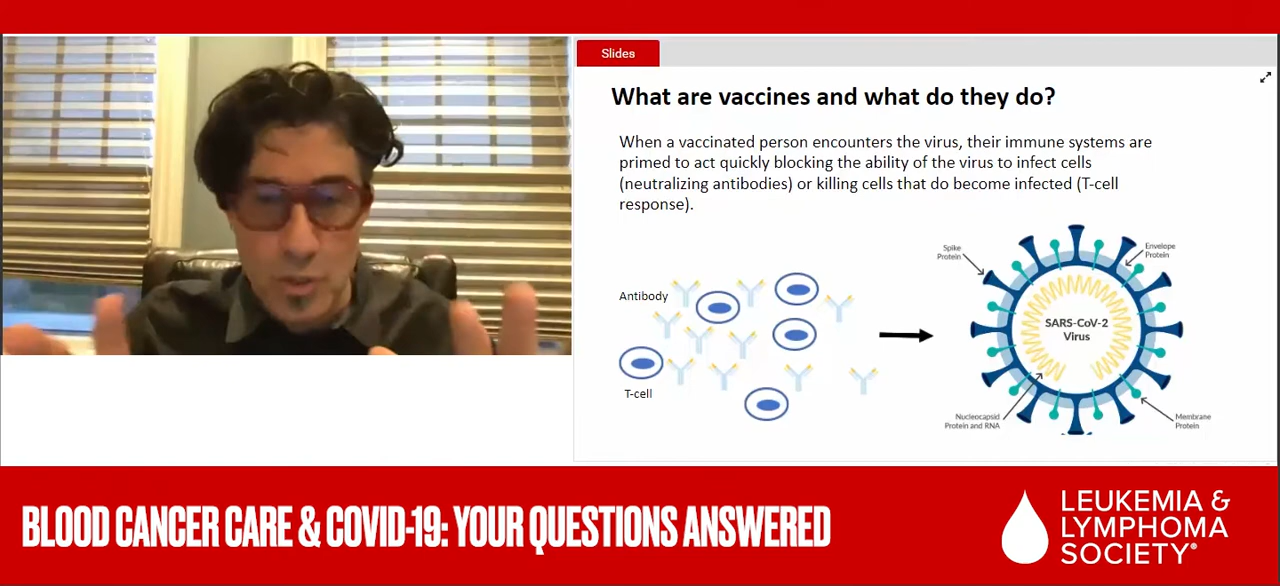 Slides
What are vaccines and what do they do?
When a vaccinated person encounters the virus, their immune systems are
primed to act quickly blocking the ability of the virus to infect cells
(neutralizing antibodies) or killing cells that do become infected (T-cell
response).
Antibody
T-cell
Spike
Protein
Envelope
Protein
SARS-CoV-2
Virus
Nucleocapsid
Protein and RNA
Membrane
Protein
BLOOD CANCER CARE & COVID-19: YOUR QUESTIONS ANSWERED
LEUKEMIA &
LYMPHOMA
SOCIETY®